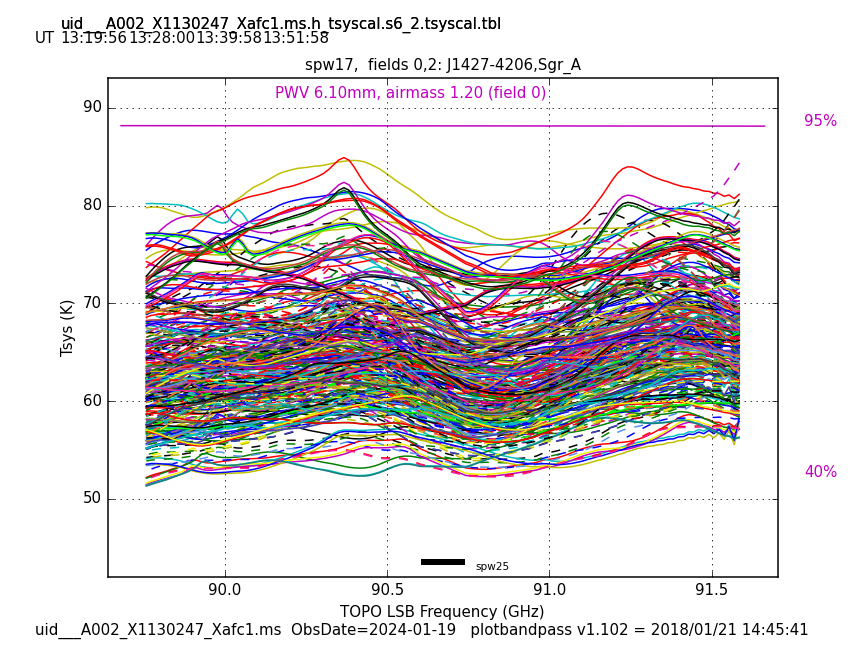 uid___A002_X1130247_Xafc1.ms.h_tsyscal.s6_2.tsyscal.tbl
UT 13:19:56 13:28:00 13:39:58 13:51:58
spw17, fields 0,2: J1427-4206,Sgr_A
PWV 6.10mm, airmass 1.20 (field 0)
95%
40%
90
80
70
60
50
Tsys (K)
spw25
90.0 90.5 91.0 91.5
TOPO LSB Frequency (GHz)
uid___A002_X1130247_Xafc1.ms ObsDate=2024-01-19 plotbandpass v1.102 = 2018/01/21 14:45:41